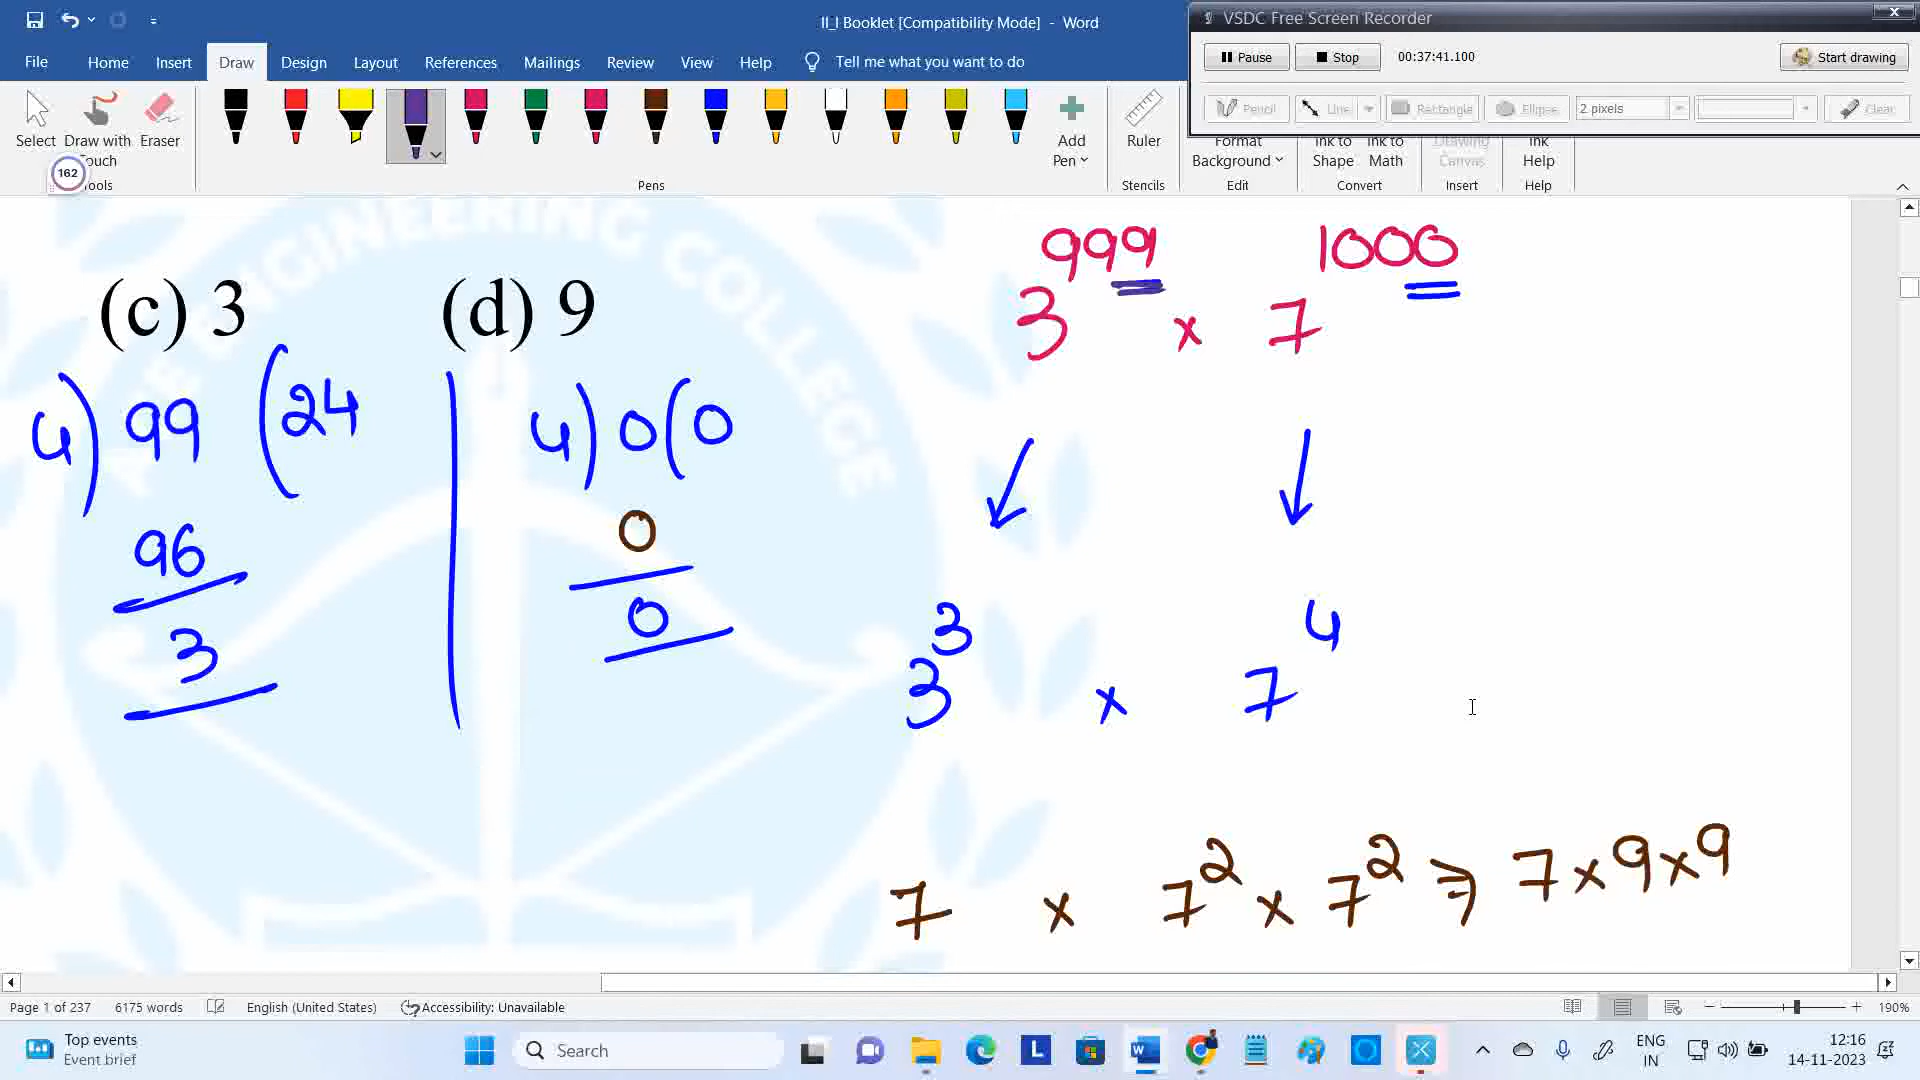 II_I Booklet [Compatibility Mode] - Word
VSDC Free Screen Recorder
Pause Stop 00:37:41.100 Start drawing
File Home Insert Draw Design Layout References Mailings Review View Help Tell me what you want to do
Pencil Line Rectangle Ellipse 2 pixels Clear
Select Draw with Touch Eraser Add Pen Ruler Format Background Ink to Shape Ink to Math Drawing Canvas Ink Help
162
Tools Pens Stencils Edit Convert Insert Help
ENGINEERING COLLEGE
3^999 × 7^1000
(c) 3 (d) 9
4) 99 (24
96
3
4) 0 (0
0
0
3^3 × 7^4
7 × 7^2 × 7^2 ⇒ 7 × 9 × 9
Page 1 of 237 6175 words English (United States) Accessibility: Unavailable 190%
Top events
Event brief
Search
ENG
IN
12:16
14-11-2023